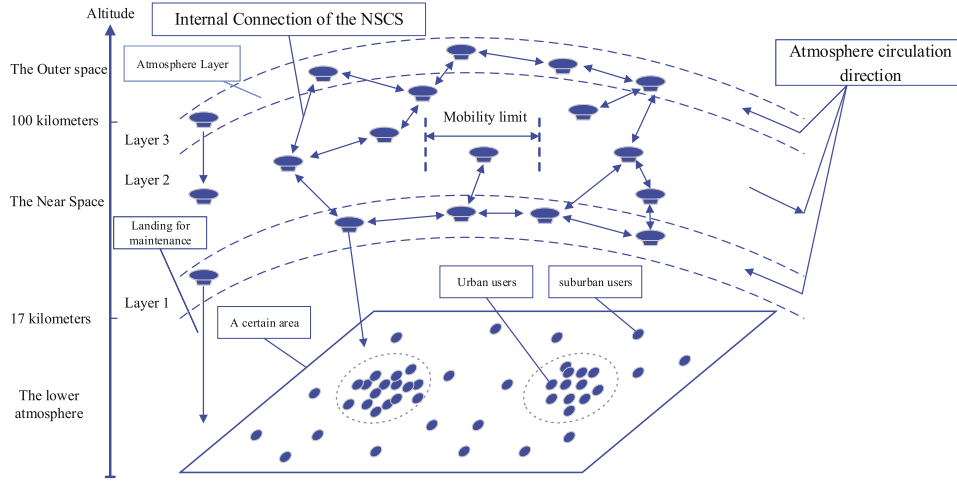 Altitude
Internal Connection of the NSCS
The Outer space
Atmosphere Layer
Atmosphere circulation
direction
100 kilometers
Layer 3
Mobility limit
Layer 2
The Near Space
Landing for
maintenance
Urban users
suburban users
Layer 1
17 kilometers
A certain area
The lower
atmosphere